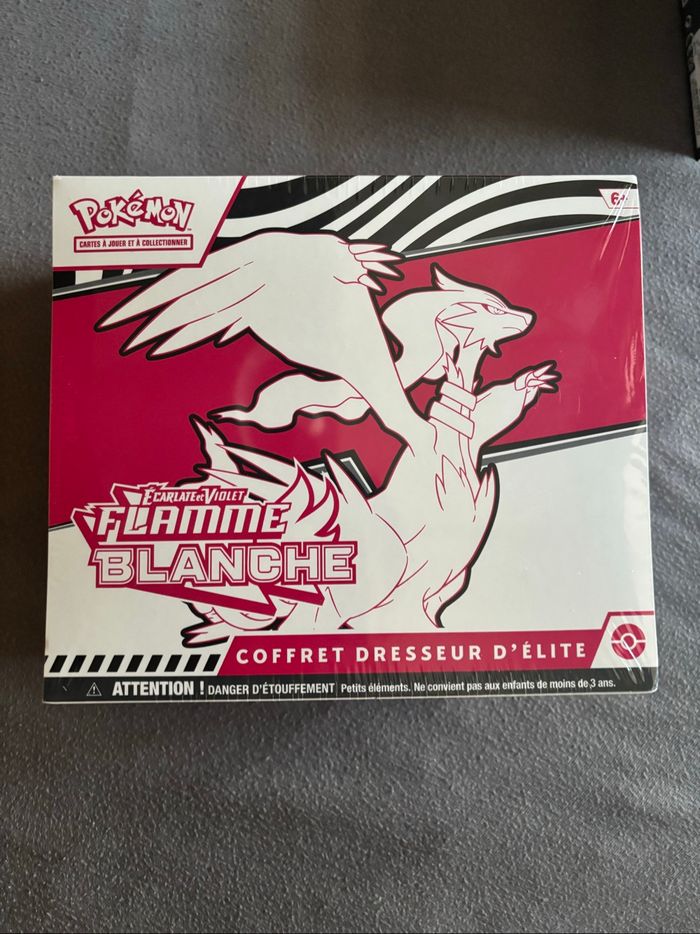 POKéMON
CARTES À JOUER ET À COLLECTIONNER
6+
ÉCARLATE ET VIOLET
FLAMME
BLANCHE
COFFRET DRESSEUR D'ÉLITE
ATTENTION ! DANGER D'ÉTOUFFEMENT Petits éléments. Ne convient pas aux enfants de moins de 3 ans.